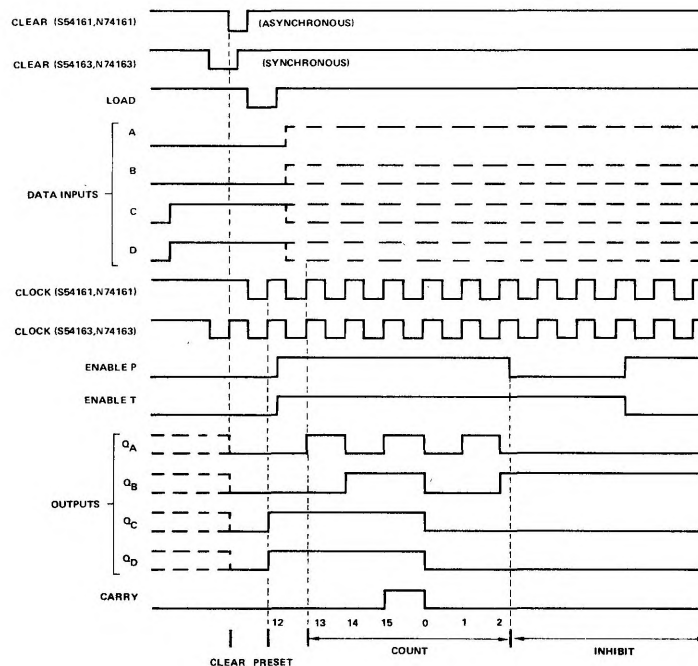 CLEAR (S54161,N74161)
(ASYNCHRONOUS)
CLEAR (S54163,N74163)
(SYNCHRONOUS)
LOAD
A
B
DATA INPUTS
C
D
CLOCK (S54161,N74161)
CLOCK (S54163,N74163)
ENABLE P
ENABLE T
QA
QB
OUTPUTS
QC
QD
CARRY
12 13 14 15 0 1 2
COUNT INHIBIT
CLEAR PRESET